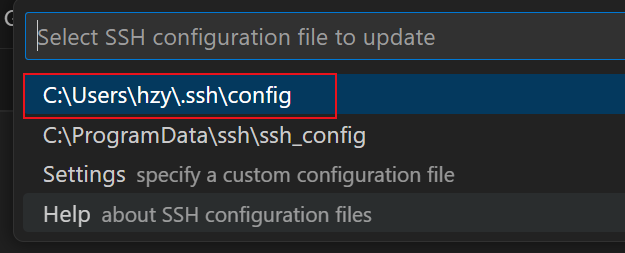 Select SSH configuration file to update
C:\Users\hzy\.ssh\config
C:\ProgramData\ssh\ssh_config
Settings specify a custom configuration file
Help about SSH configuration files